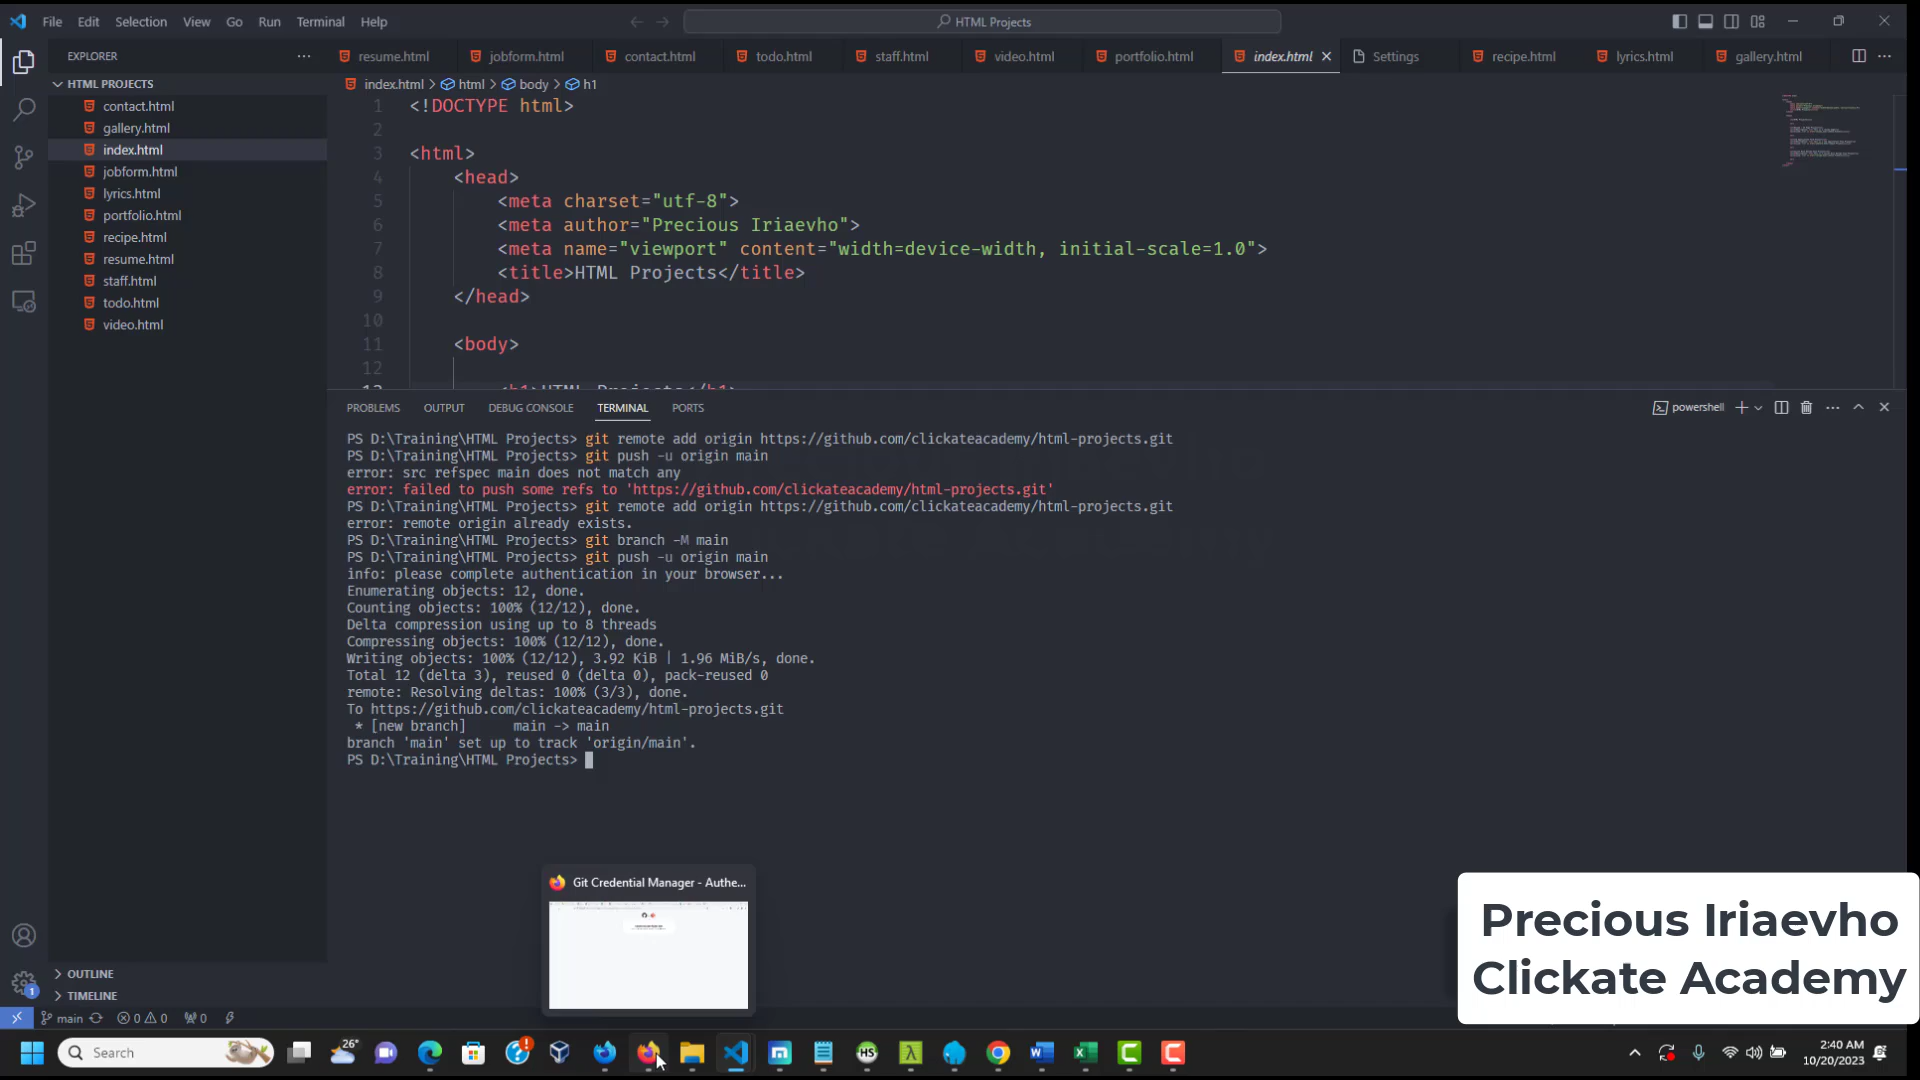 File Edit Selection View Go Run Terminal Help
HTML Projects
EXPLORER
resume.html jobform.html contact.html todo.html staff.html video.html portfolio.html index.html Settings recipe.html lyrics.html gallery.html
HTML PROJECTS
contact.html
gallery.html
index.html
jobform.html
lyrics.html
portfolio.html
recipe.html
resume.html
staff.html
todo.html
video.html
index.html > html > body > h1
1 <!DOCTYPE html>
2
3 <html>
4 <head>
5 <meta charset="utf-8">
6 <meta author="Precious Iriaevho">
7 <meta name="viewport" content="width=device-width, initial-scale=1.0">
8 <title>HTML Projects</title>
9 </head>
10
11 <body>
12
13 <h1>HTML Projects</h1>
PROBLEMS OUTPUT DEBUG CONSOLE TERMINAL PORTS
powershell
PS D:\Training\HTML Projects> git remote add origin https://github.com/clickateacademy/html-projects.git
PS D:\Training\HTML Projects> git push -u origin main
error: src refspec main does not match any
error: failed to push some refs to 'https://github.com/clickateacademy/html-projects.git'
PS D:\Training\HTML Projects> git remote add origin https://github.com/clickateacademy/html-projects.git
error: remote origin already exists.
PS D:\Training\HTML Projects> git branch -M main
PS D:\Training\HTML Projects> git push -u origin main
info: please complete authentication in your browser...
Enumerating objects: 12, done.
Counting objects: 100% (12/12), done.
Delta compression using up to 8 threads
Compressing objects: 100% (12/12), done.
Writing objects: 100% (12/12), 3.92 KiB | 1.96 MiB/s, done.
Total 12 (delta 3), reused 0 (delta 0), pack-reused 0
remote: Resolving deltas: 100% (3/3), done.
To https://github.com/clickateacademy/html-projects.git
* [new branch] main -> main
branch 'main' set up to track 'origin/main'.
PS D:\Training\HTML Projects>
Git Credential Manager - Authe...
Precious Iriaevho
Clickate Academy
OUTLINE
TIMELINE
1
main 0 0 0
Search
26°
HS
2:40 AM
10/20/2023